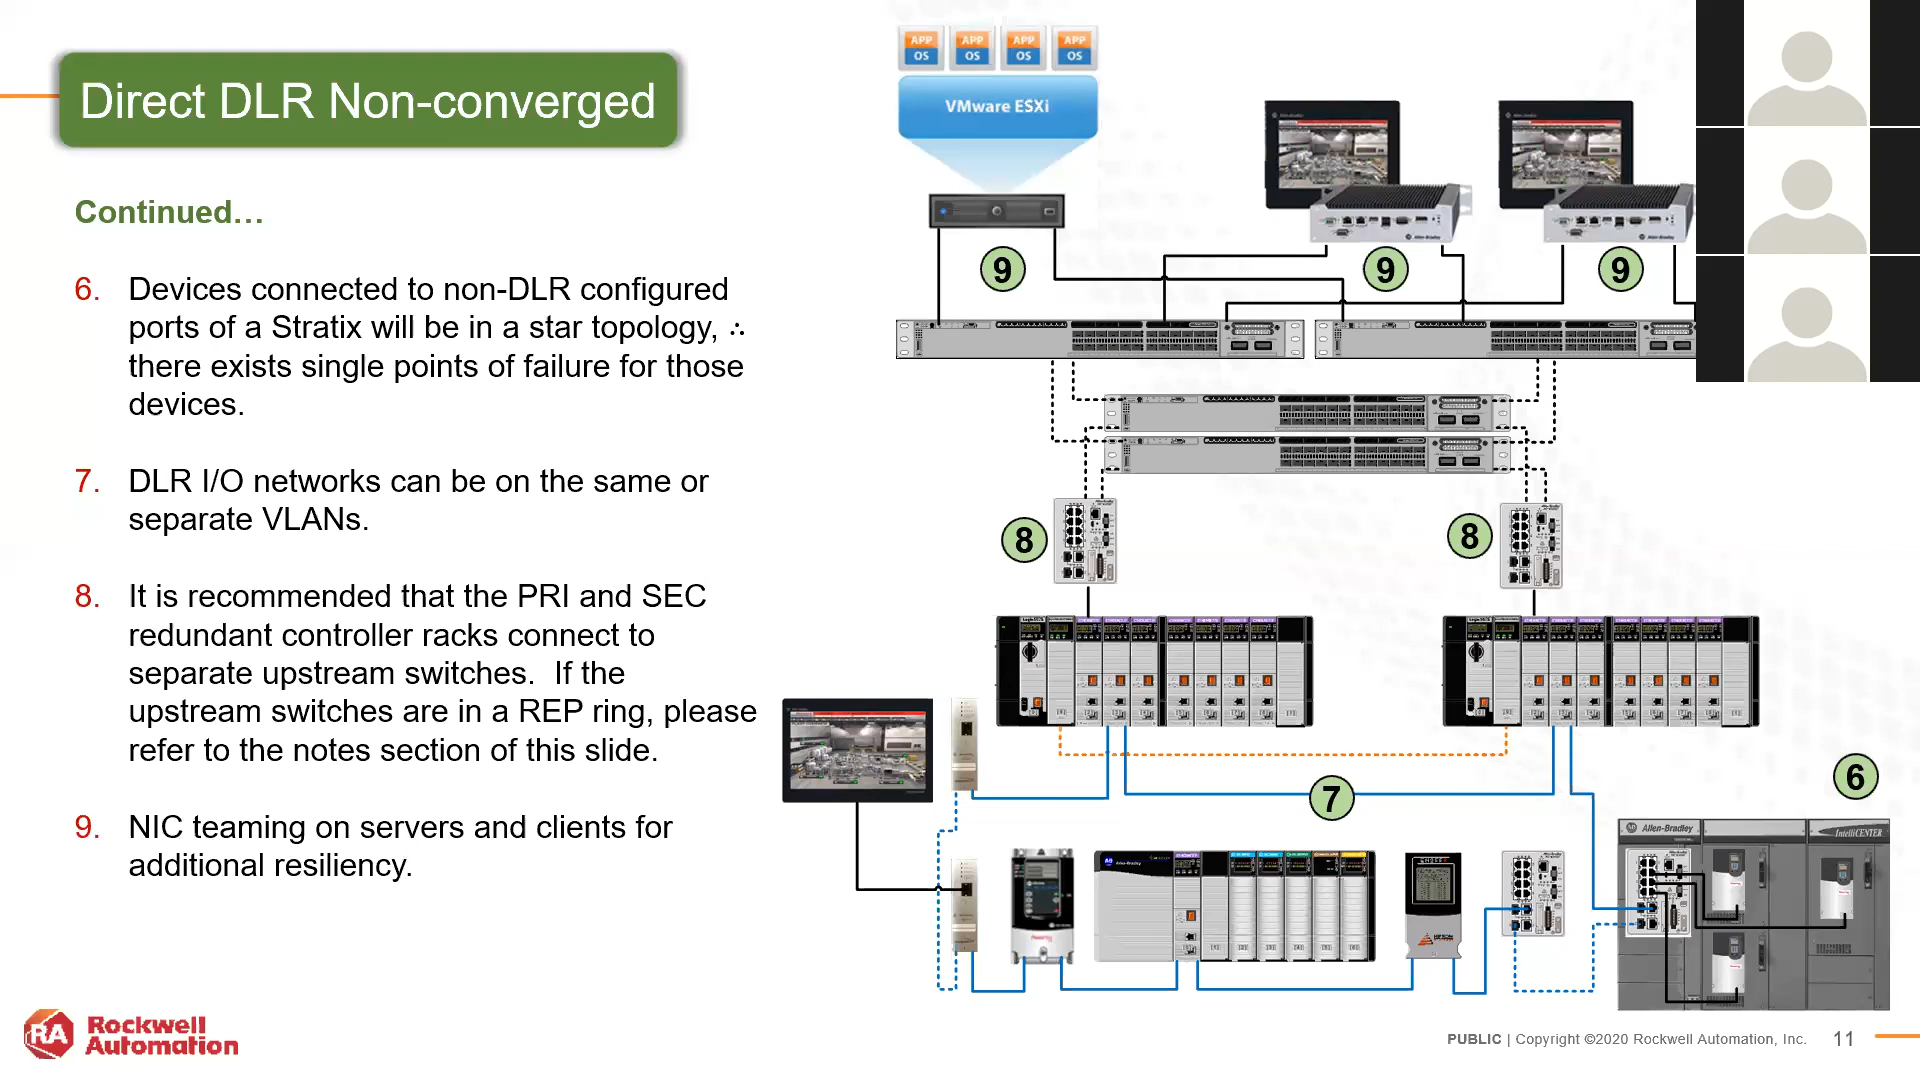 Direct DLR Non-converged
Continued…
6. Devices connected to non-DLR configured
ports of a Stratix will be in a star topology, ∴
there exists single points of failure for those
devices.
7. DLR I/O networks can be on the same or
separate VLANs.
8. It is recommended that the PRI and SEC
redundant controller racks connect to
separate upstream switches.  If the
upstream switches are in a REP ring, please
refer to the notes section of this slide.
9. NIC teaming on servers and clients for
additional resiliency.
APP APP APP APP
OS OS OS OS
VMware ESXi
Allen-Bradley Allen-Bradley
9 9 9
8 8
7
6
Allen-Bradley IntelliCENTER
RA Rockwell
Automation
PUBLIC | Copyright ©2020 Rockwell Automation, Inc. 11